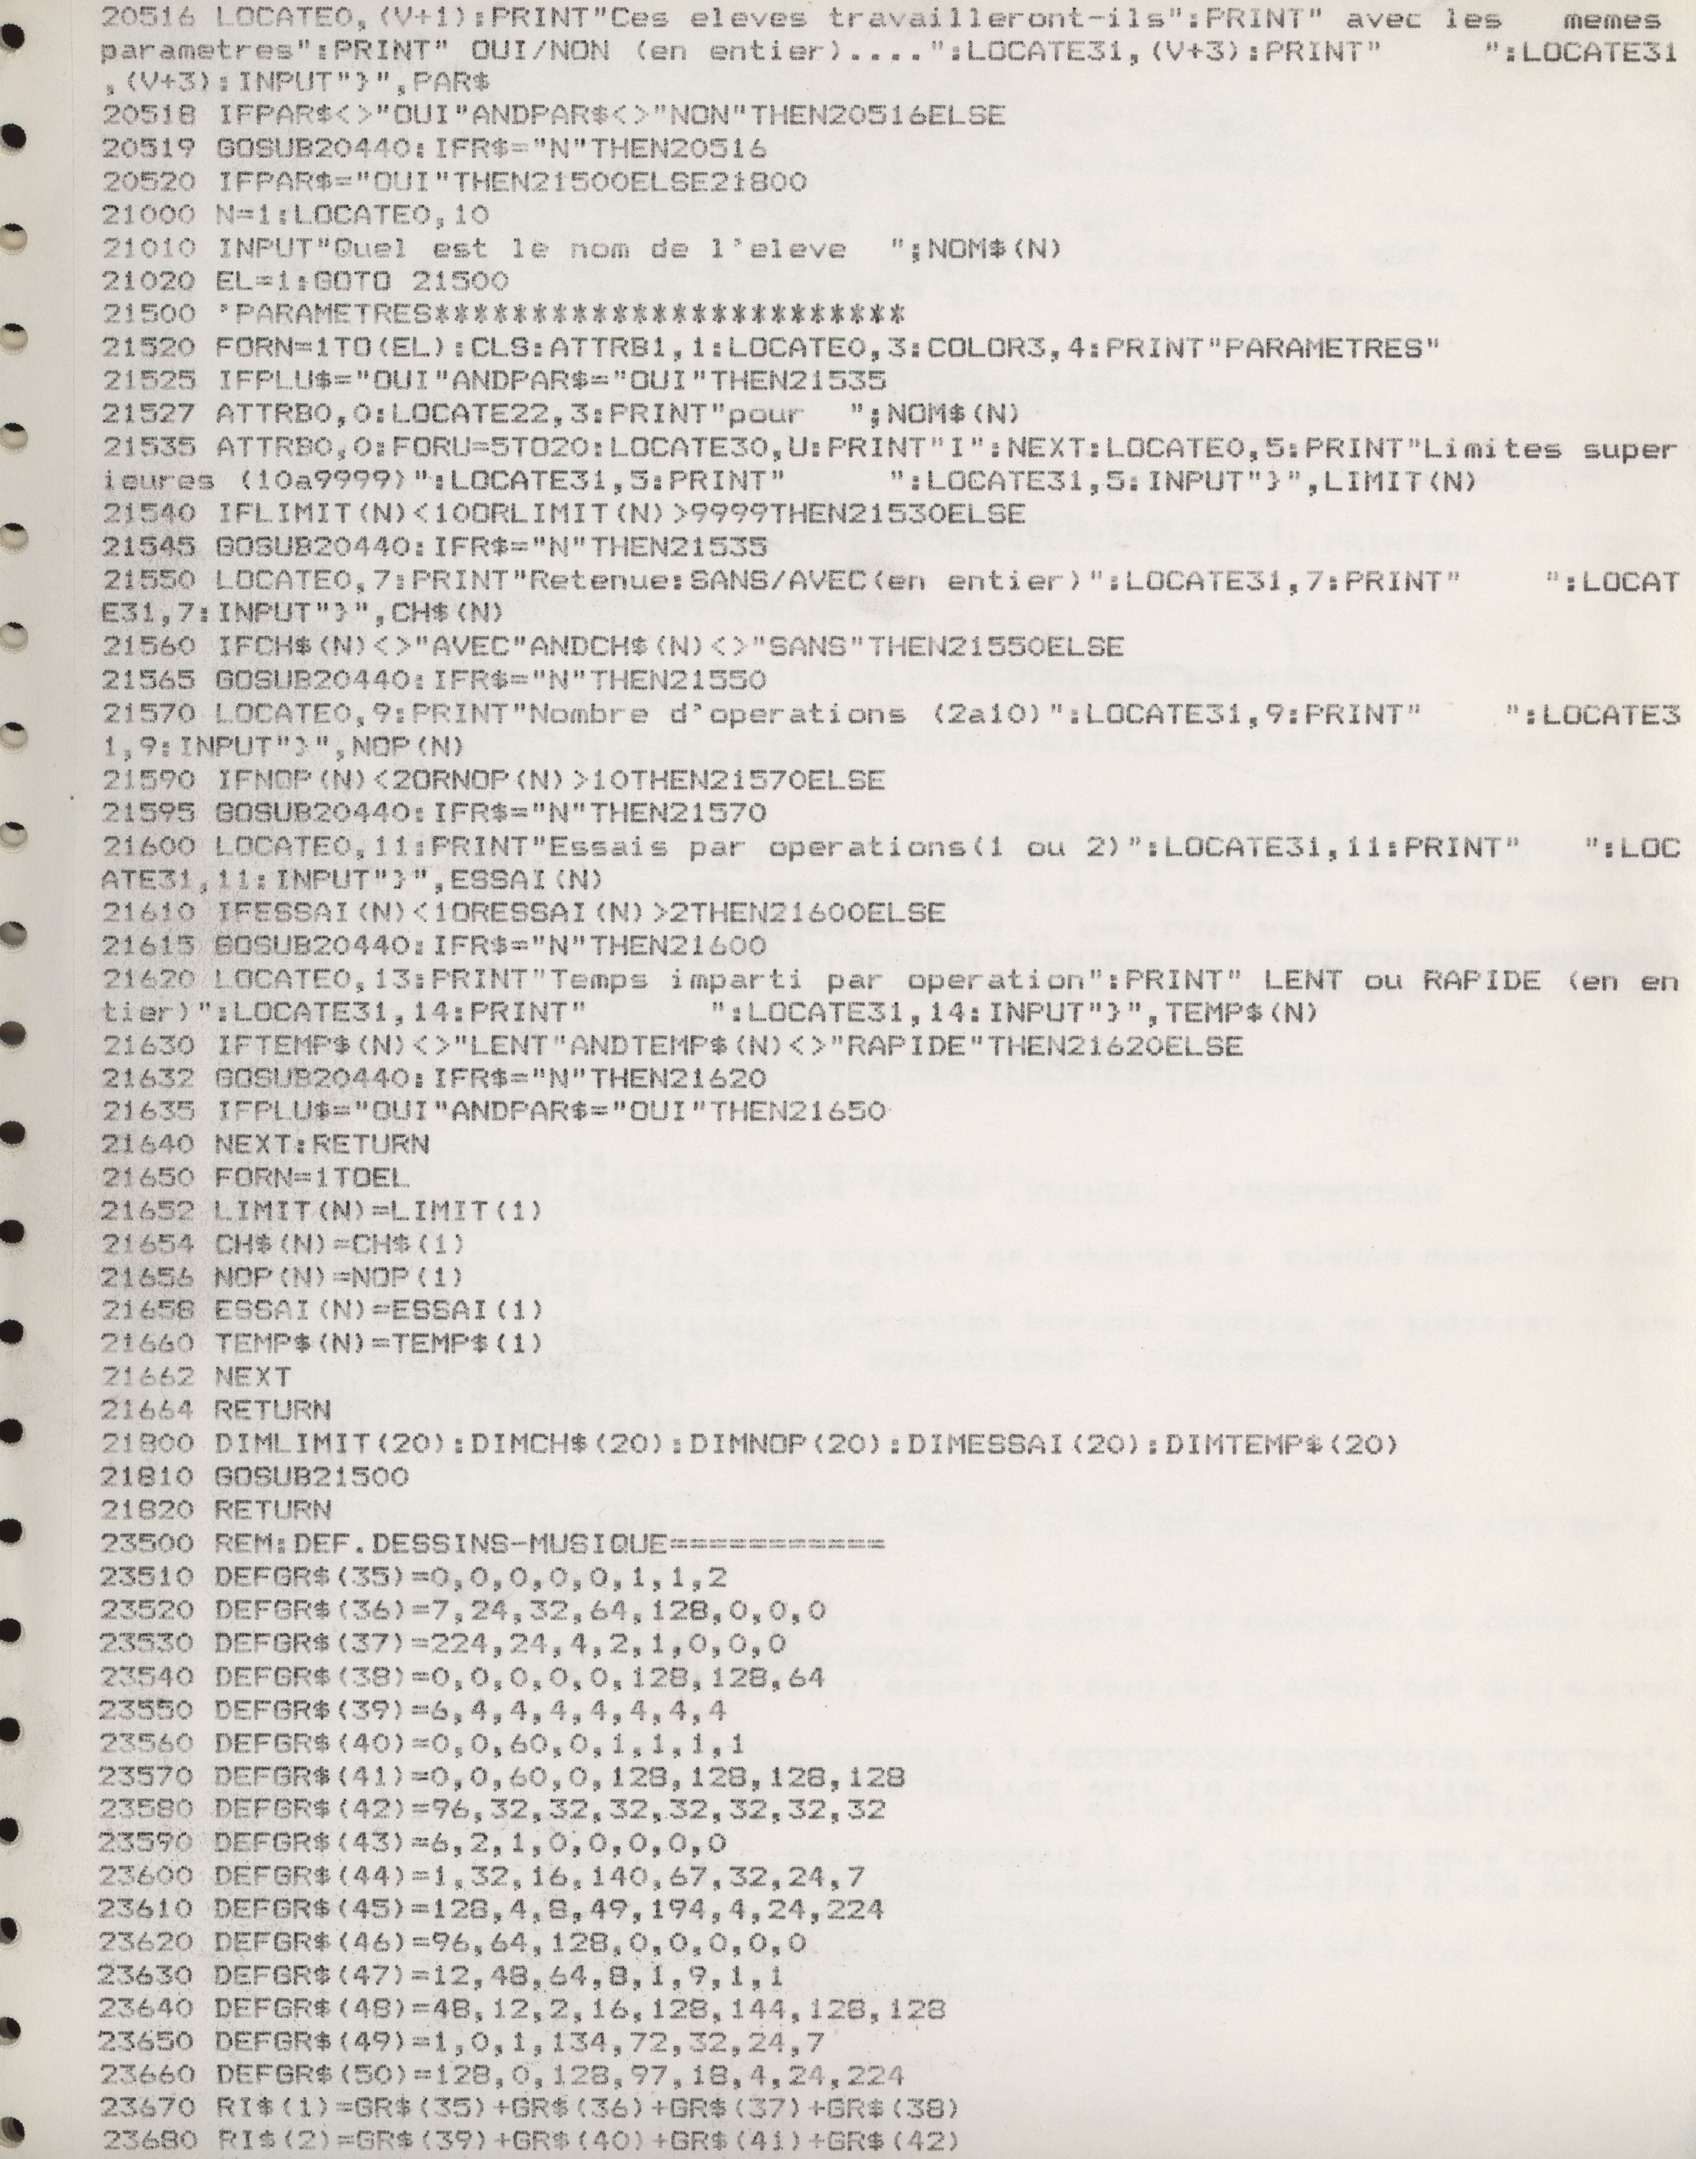 20516 LOCATE0,(V+1):PRINT"Ces eleves travailleront-ils":PRINT" avec les   memes
parametres":PRINT" OUI/NON (en entier)....":LOCATE31,(V+3):PRINT"      ":LOCATE31
,(V+3):INPUT"}",PAR$
20518 IFPAR$<>"OUI"ANDPAR$<>"NON"THEN20516ELSE
20519 GOSUB20440:IFR$="N"THEN20516
20520 IFPAR$="OUI"THEN21500ELSE21800
21000 N=1:LOCATE0,10
21010 INPUT"Quel est le nom de l'eleve  ";NOM$(N)
21020 EL=1:GOTO 21500
21500 'PARAMETRES************************
21520 FORN=1TO(EL):CLS:ATTRB1,1:LOCATE0,3:COLOR3,4:PRINT"PARAMETRES"
21525 IFPLU$="OUI"ANDPAR$="OUI"THEN21535
21527 ATTRB0,0:LOCATE22,3:PRINT"pour  ";NOM$(N)
21535 ATTRB0,0:FORU=5TO20:LOCATE30,U:PRINT"I":NEXT:LOCATE0,5:PRINT"Limites super
ieures (10a9999)":LOCATE31,5:PRINT"     ":LOCATE31,5:INPUT"}",LIMIT(N)
21540 IFLIMIT(N)<10ORLIMIT(N)>9999THEN21530ELSE
21545 GOSUB20440:IFR$="N"THEN21535
21550 LOCATE0,7:PRINT"Retenue:SANS/AVEC(en entier)":LOCATE31,7:PRINT"    ":LOCAT
E31,7:INPUT"}",CH$(N)
21560 IFCH$(N)<>"AVEC"ANDCH$(N)<>"SANS"THEN21550ELSE
21565 GOSUB20440:IFR$="N"THEN21550
21570 LOCATE0,9:PRINT"Nombre d'operations (2a10)":LOCATE31,9:PRINT"    ":LOCATE3
1,9:INPUT"}",NOP(N)
21590 IFNOP(N)<2ORNOP(N)>10THEN21570ELSE
21595 GOSUB20440:IFR$="N"THEN21570
21600 LOCATE0,11:PRINT"Essais par operations(1 ou 2)":LOCATE31,11:PRINT"   ":LOC
ATE31,11:INPUT"}",ESSAI(N)
21610 IFESSAI(N)<1ORESSAI(N)>2THEN21600ELSE
21615 GOSUB20440:IFR$="N"THEN21600
21620 LOCATE0,13:PRINT"Temps imparti par operation":PRINT" LENT ou RAPIDE (en en
tier)":LOCATE31,14:PRINT"      ":LOCATE31,14:INPUT"}",TEMP$(N)
21630 IFTEMP$(N)<>"LENT"ANDTEMP$(N)<>"RAPIDE"THEN21620ELSE
21632 GOSUB20440:IFR$="N"THEN21620
21635 IFPLU$="OUI"ANDPAR$="OUI"THEN21650
21640 NEXT:RETURN
21650 FORN=1TOEL
21652 LIMIT(N)=LIMIT(1)
21654 CH$(N)=CH$(1)
21656 NOP(N)=NOP(1)
21658 ESSAI(N)=ESSAI(1)
21660 TEMP$(N)=TEMP$(1)
21662 NEXT
21664 RETURN
21800 DIMLIMIT(20):DIMCH$(20):DIMNOP(20):DIMESSAI(20):DIMTEMP$(20)
21810 GOSUB21500
21820 RETURN
23500 REM:DEF.DESSINS-MUSIQUE===========
23510 DEFGR$(35)=0,0,0,0,0,1,1,2
23520 DEFGR$(36)=7,24,32,64,128,0,0,0
23530 DEFGR$(37)=224,24,4,2,1,0,0,0
23540 DEFGR$(38)=0,0,0,0,0,128,128,64
23550 DEFGR$(39)=6,4,4,4,4,4,4,4
23560 DEFGR$(40)=0,0,60,0,1,1,1,1
23570 DEFGR$(41)=0,0,60,0,128,128,128,128
23580 DEFGR$(42)=96,32,32,32,32,32,32,32
23590 DEFGR$(43)=6,2,1,0,0,0,0,0
23600 DEFGR$(44)=1,32,16,140,67,32,24,7
23610 DEFGR$(45)=128,4,8,49,194,4,24,224
23620 DEFGR$(46)=96,64,128,0,0,0,0,0
23630 DEFGR$(47)=12,48,64,8,1,9,1,1
23640 DEFGR$(48)=48,12,2,16,128,144,128,128
23650 DEFGR$(49)=1,0,1,134,72,32,24,7
23660 DEFGR$(50)=128,0,128,97,18,4,24,224
23670 RI$(1)=GR$(35)+GR$(36)+GR$(37)+GR$(38)
23680 RI$(2)=GR$(39)+GR$(40)+GR$(41)+GR$(42)